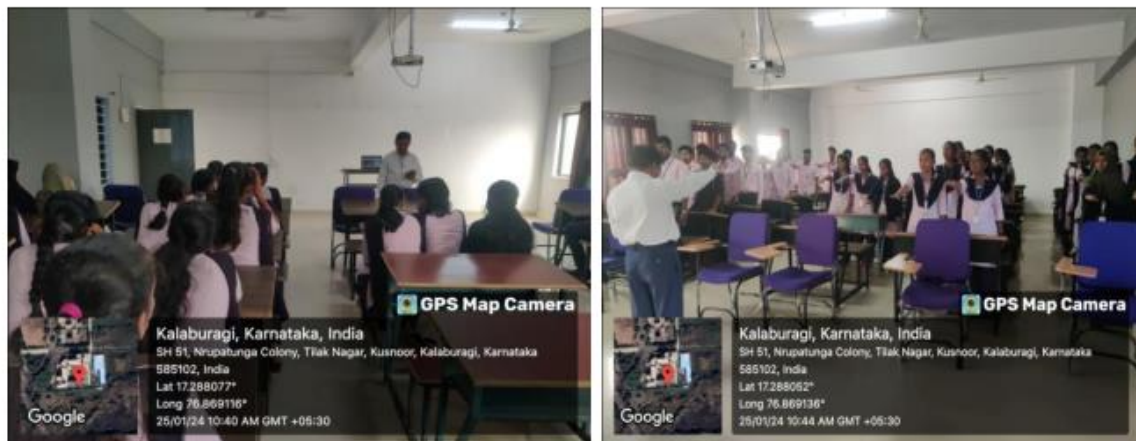 GPS Map Camera
Kalaburagi, Karnataka, India
SH 51, Nrupatunga Colony, Tilak Nagar, Kusnoor, Kalaburagi, Karnataka
585102, India
Lat 17.288077°
Long 76.869116°
25/01/24 10:40 AM GMT +05:30
Google
GPS Map Camera
Kalaburagi, Karnataka, India
SH 51, Nrupatunga Colony, Tilak Nagar, Kusnoor, Kalaburagi, Karnataka
585102, India
Lat 17.288052°
Long 76.869136°
25/01/24 10:44 AM GMT +05:30
Google